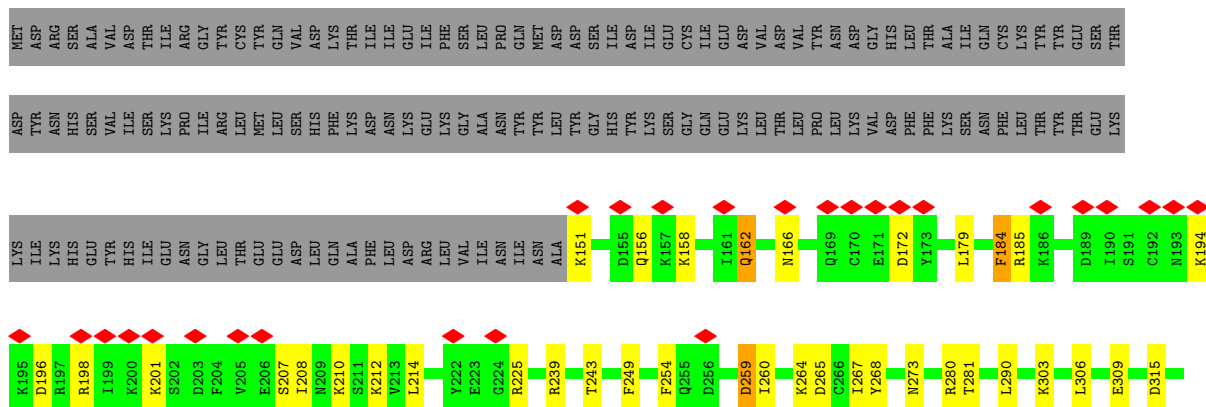 MET ASP ARG SER ALA VAL ASP THR ILE ARG GLY TYR CYS TYR GLN VAL ASP LYS THR ILE ILE GLU ILE PHE SER LEU PRO GLN MET ASP ASP SER ILE ASP ILE GLU CYS ILE GLU ASP VAL ASP VAL TYR ASN ASP GLY HIS LEU THR ALA ILE GLN CYS LYS TYR TYR GLU SER THR
ASP TYR ASN HIS SER VAL ILE SER LYS PRO ILE ARG LEU MET LEU SER HIS PHE LYS ASP ASN LYS GLU LYS GLY ALA ASN TYR TYR LEU TYR GLY HIS TYR LYS SER GLY GLN GLU LYS LEU THR LEU PRO LEU LYS VAL ASP PHE PHE LYS SER ASN PHE LEU THR TYR THR GLU LYS
LYS ILE LYS HIS GLU TYR HIS ILE GLU ASN GLY LEU THR GLU GLU ASP LEU GLN ALA PHE LEU ASP ARG LEU VAL ILE ASN ILE ASN ALA K151 D155 Q156 K157 K158 I161 Q162 N166 Q169 C170 E171 D172 Y173 L179 F184 R185 K186 D189 I190 S191 C192 N193 K194
K195 D196 R197 R198 I199 K200 K201 S202 D203 F204 V205 E206 S207 I208 N209 K210 S211 K212 V213 L214 Y222 E223 G224 R225 R239 T243 F249 F254 Q255 D256 D259 I260 K264 D265 C266 I267 Y268 N273 R280 T281 L290 K303 L306 E309 D315